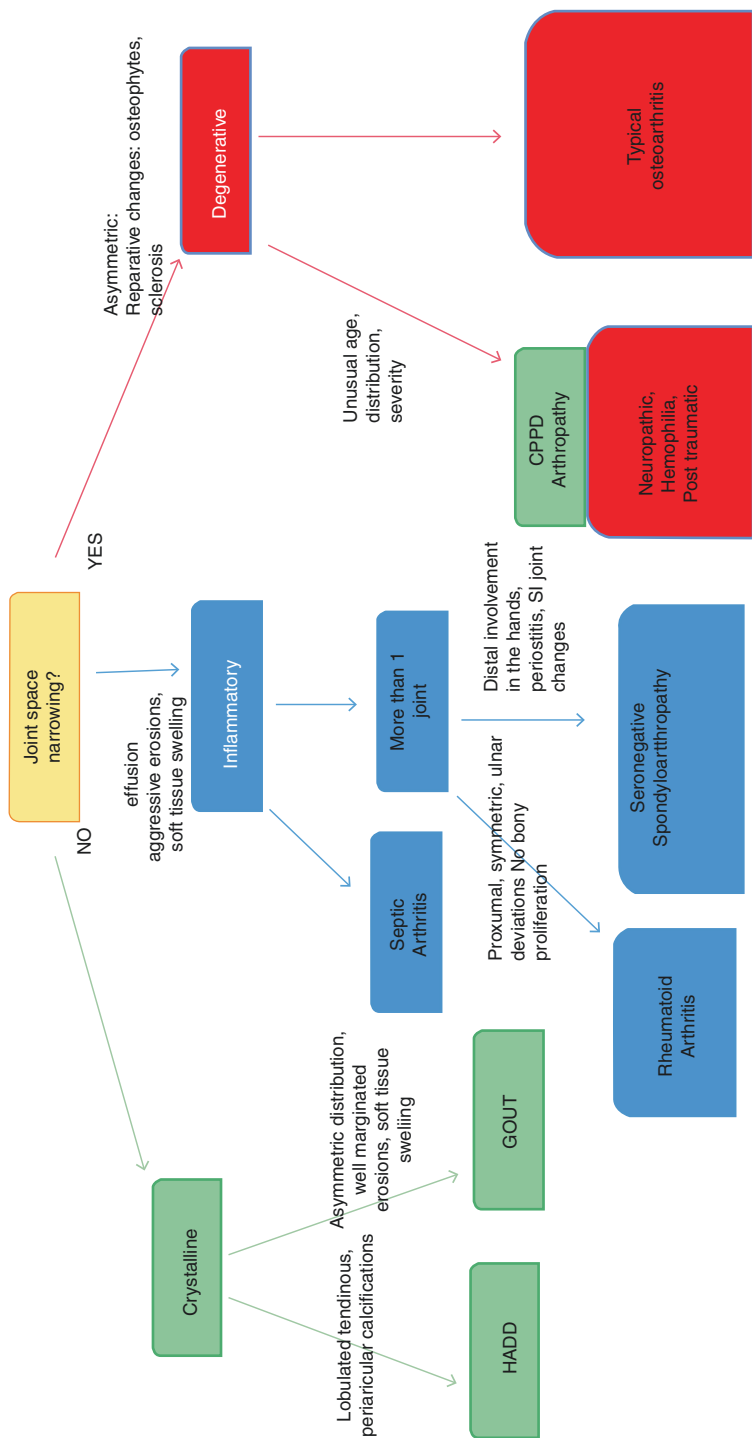 Joint space
narrowing?
NO
YES
Crystalline
effusion
aggressive erosions,
soft tissue swelling
Inflammatory
Asymmetric:
Reparative changes: osteophytes,
sclerosis
Degenerative
Lobulated tendinous,
periaricular calcifications
HADD
Asymmetric distribution,
well marginated
erosions, soft tissue
swelling
GOUT
Septic
Arthritis
More than 1
joint
Proxumal, symmetric, ulnar
deviations No bony
proliferation
Rheumatoid
Arthritis
Distal involvement
in the hands,
periostitis, SI joint
changes
Seronegative
Spondyloartthropathy
Unusual age,
distribution,
severity
CPPD
Arthropathy
Neuropathic,
Hemophilia,
Post traumatic
Typical
osteoarthritis